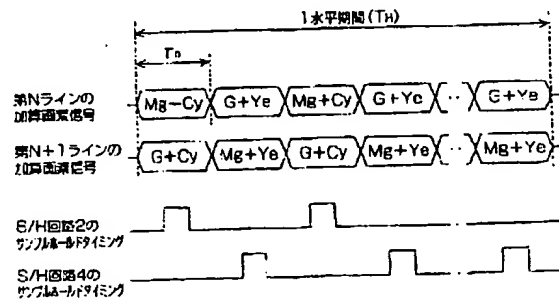 1水平期間(TH)
TD
第Nラインの
加算画素信号
Mg−Cy G+Ye Mg+Cy G+Ye ·· G+Ye
第N+1ラインの
加算画素信号
G+Cy Mg+Ye G+Cy Mg+Ye ·· Mg+Ye
S/H回路2の
サンプルホールドタイミング
S/H回路4の
サンプルホールドタイミング